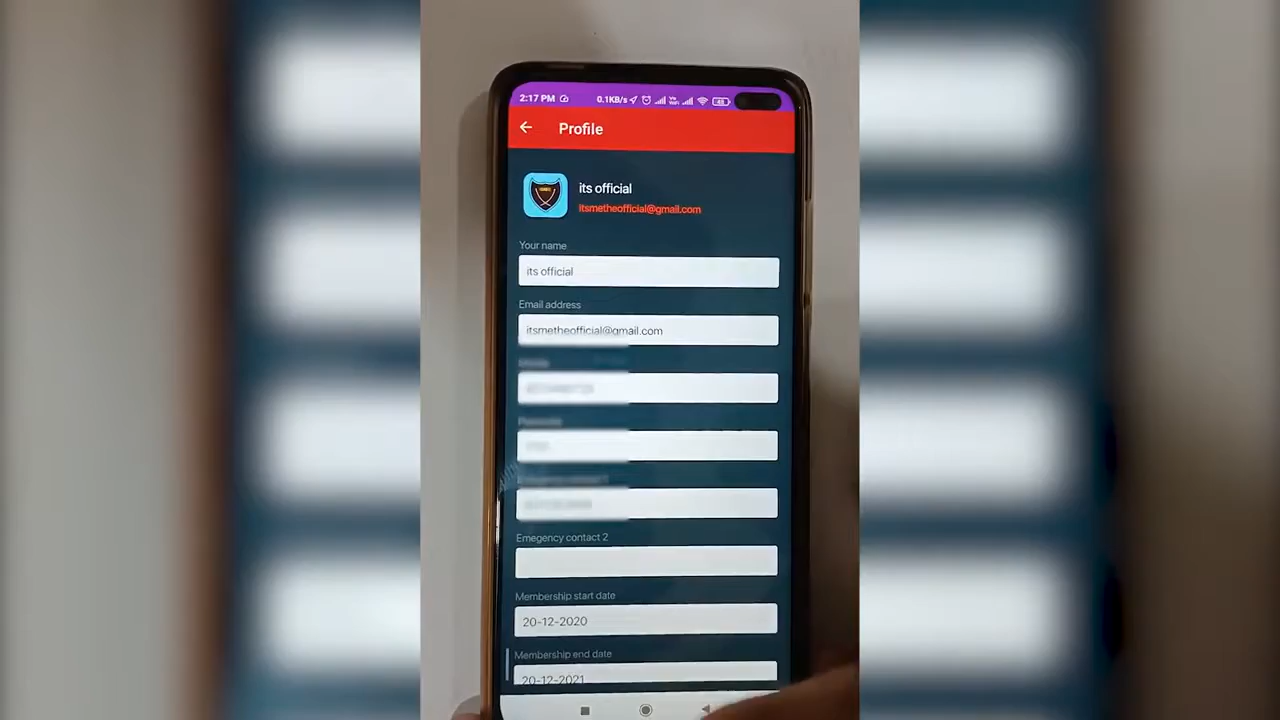 2:17 PM 0.1KB/s 48
Profile
its official
itsmetheofficial@gmail.com
Your name
its official
Email address
itsmetheofficial@gmail.com
Emegency contact 2
Membership start date
20-12-2020
Membership end date
20-12-2021